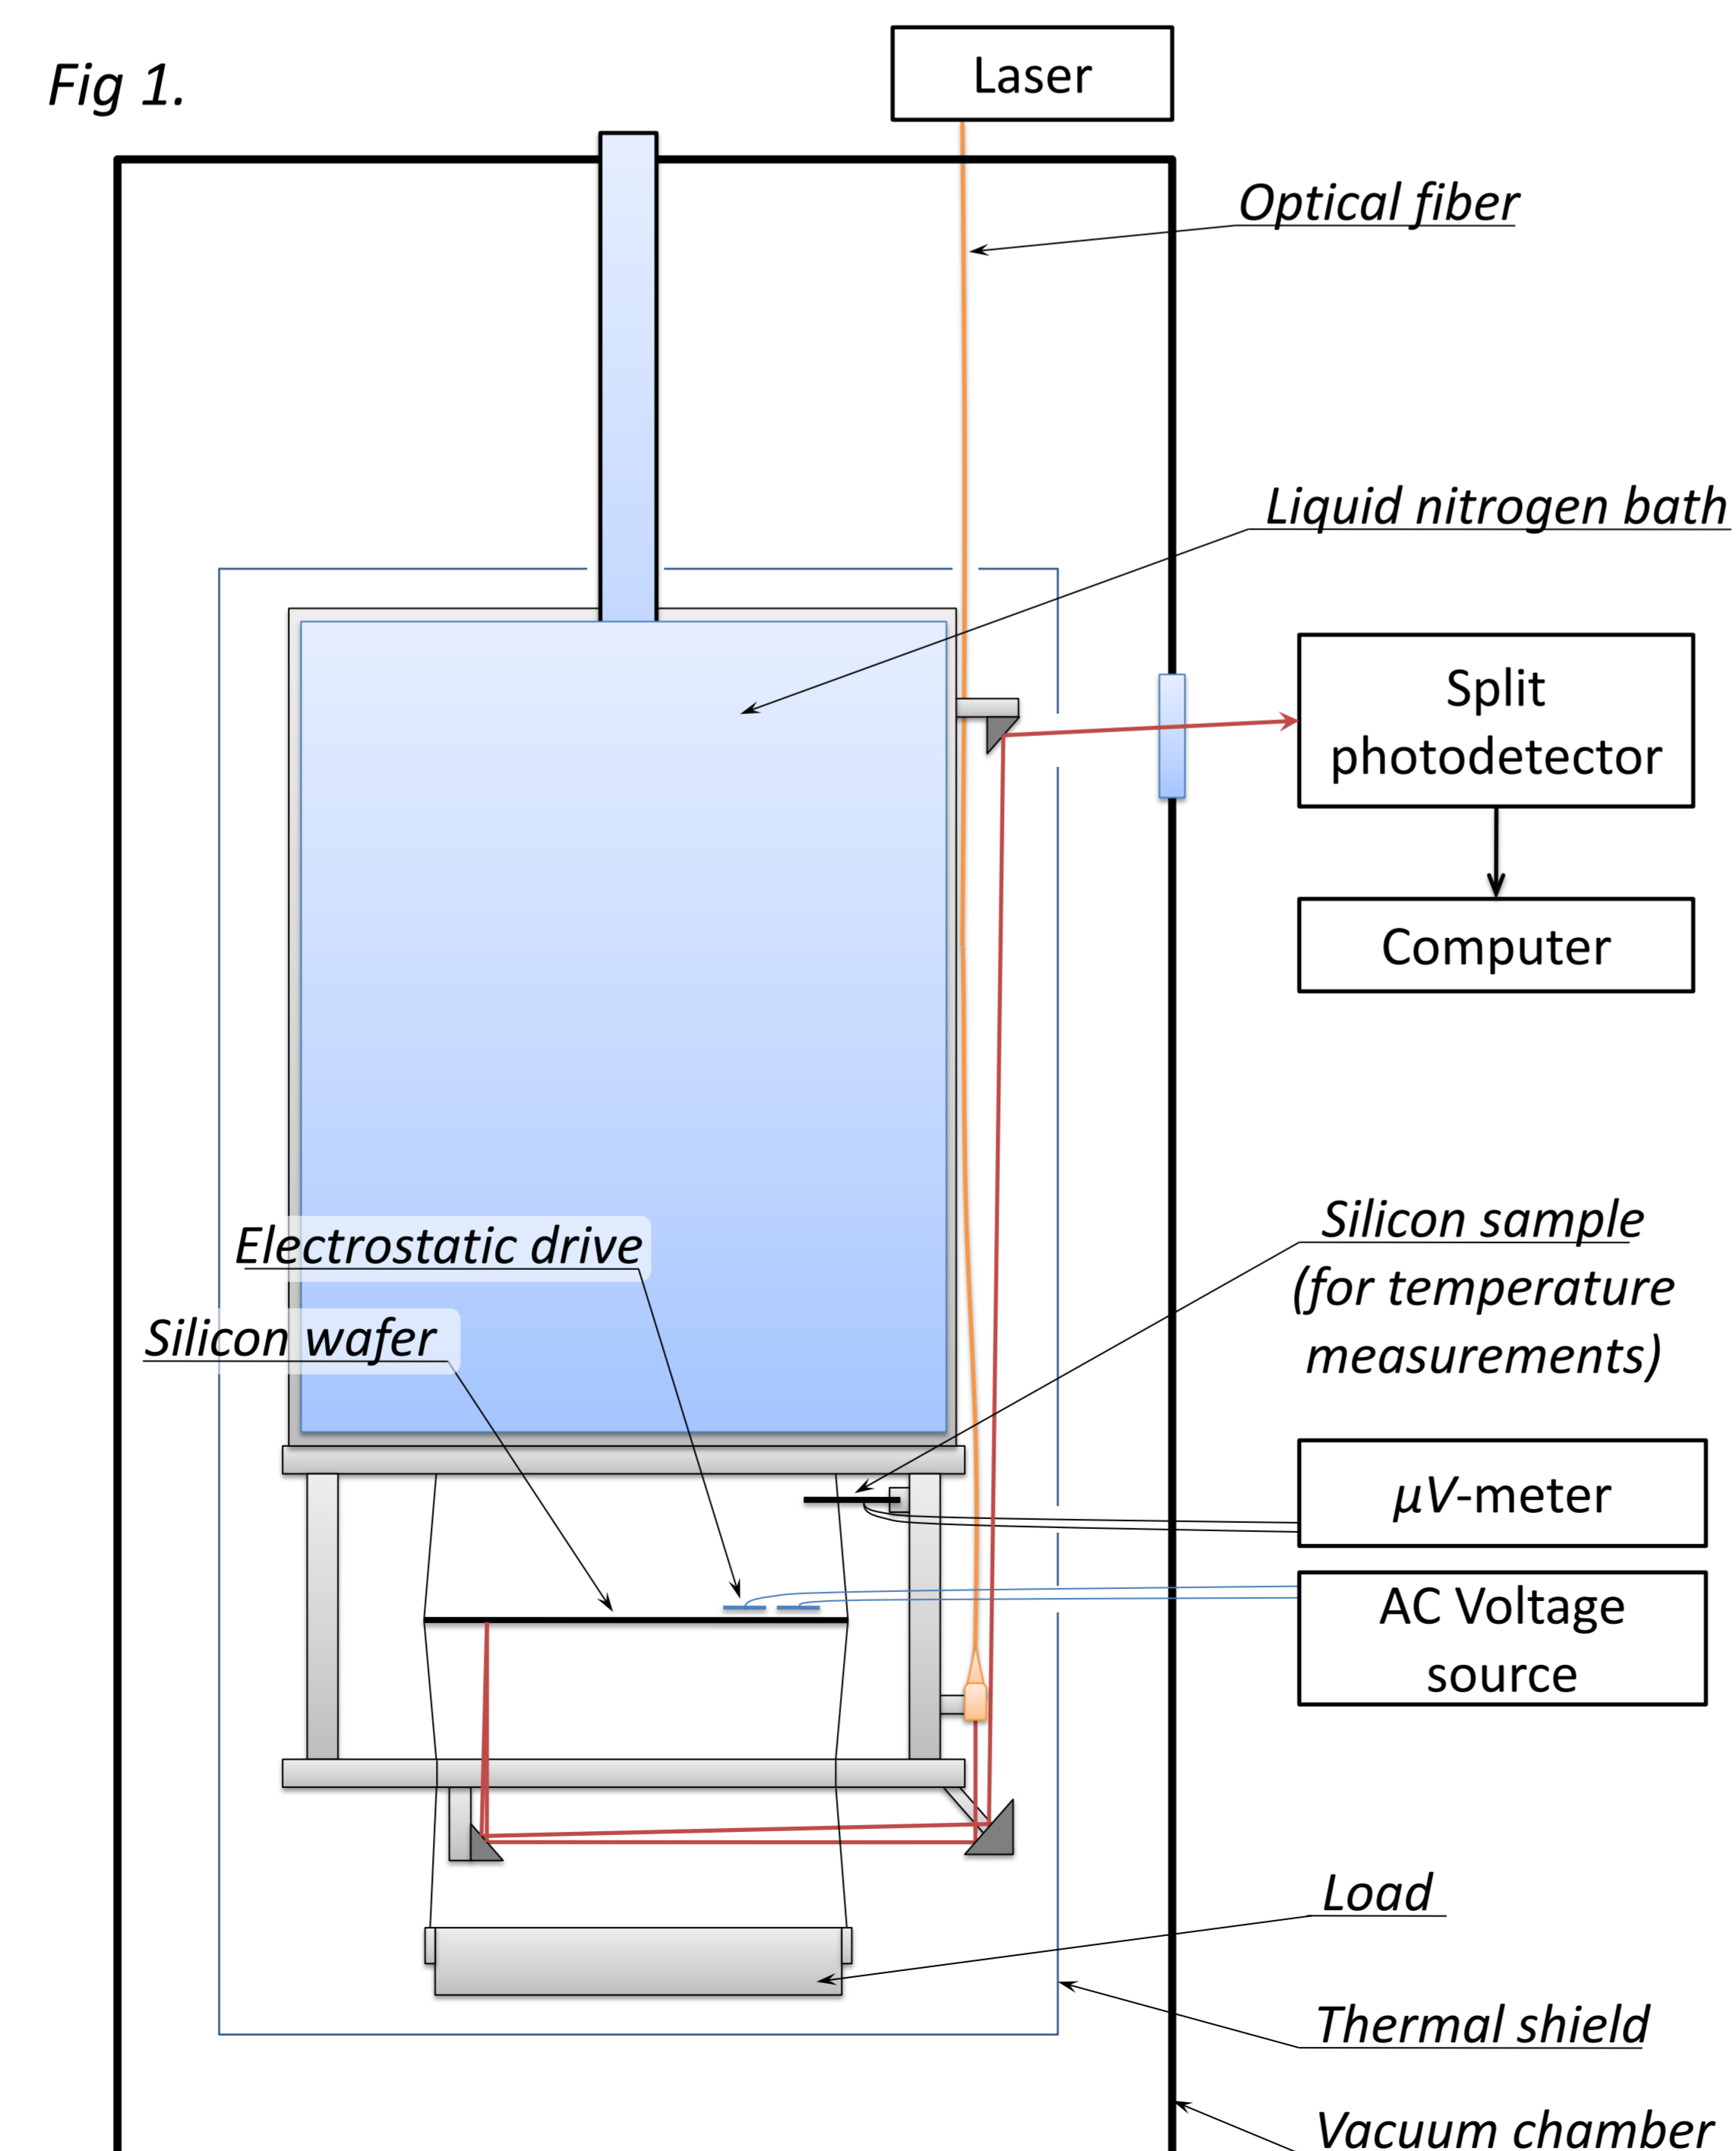 Fig 1.
Laser
Optical fiber
Liquid nitrogen bath
Split
photodetector
Computer
Silicon sample
(for temperature
measurements)
Electrostatic drive
Silicon wafer
μV-meter
AC Voltage
source
Load
Thermal shield
Vacuum chamber